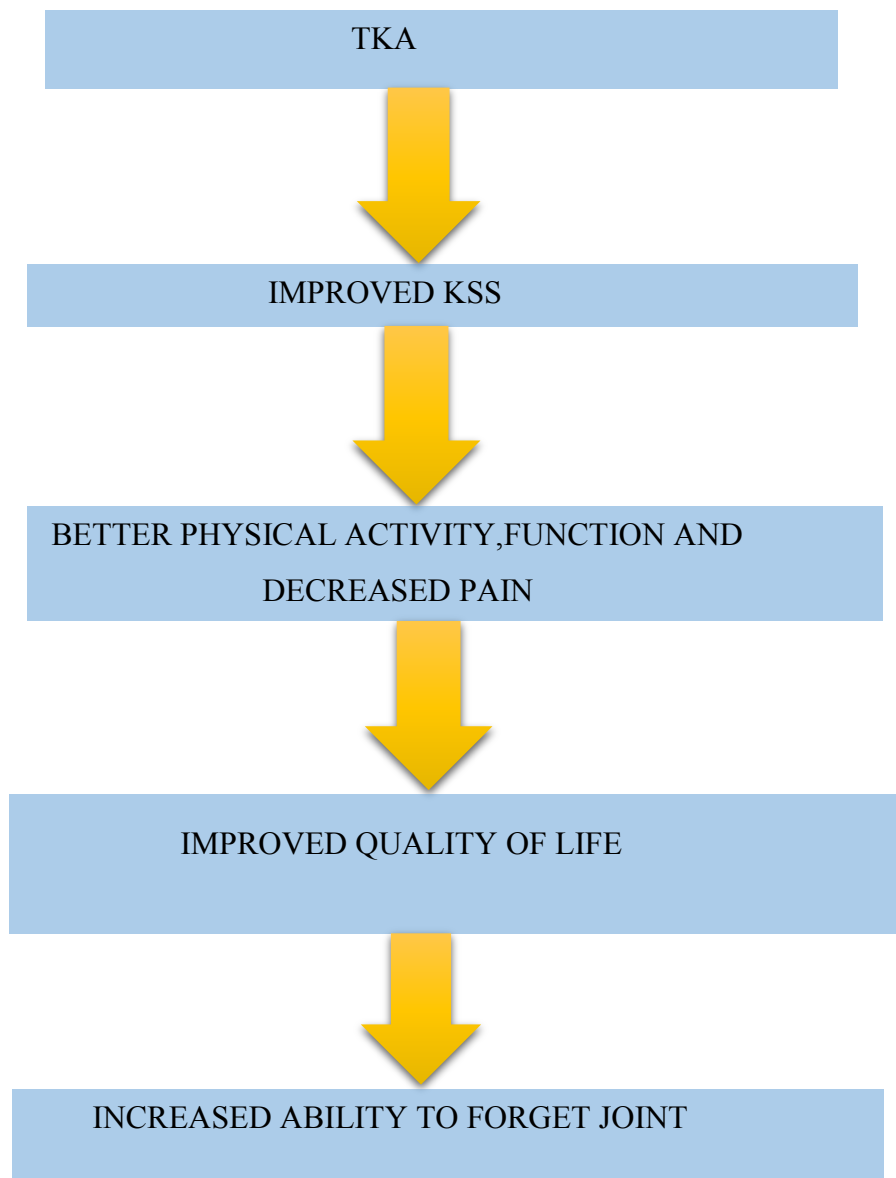 TKA
IMPROVED KSS
BETTER PHYSICAL ACTIVITY,FUNCTION AND
DECREASED PAIN
IMPROVED QUALITY OF LIFE
INCREASED ABILITY TO FORGET JOINT